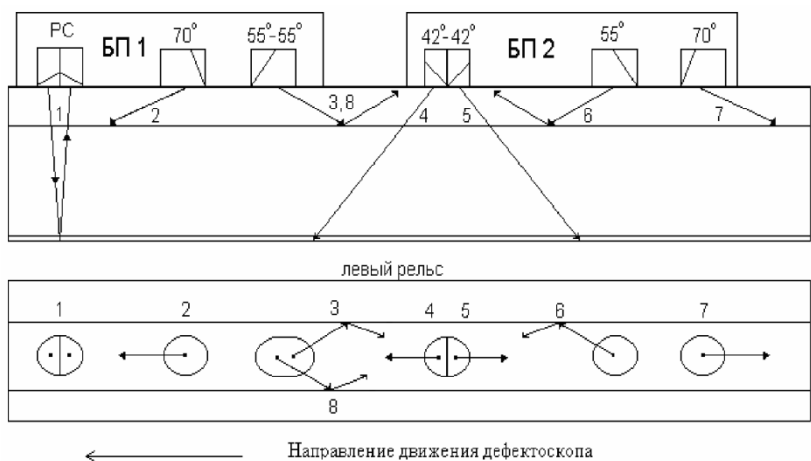 РС БП 1 70° 55°-55° 42°-42° БП 2 55° 70°
1 2 3,8 4 5 6 7
левый рельс
1 2 3 4 5 6 7
8
Направление движения дефектоскопа